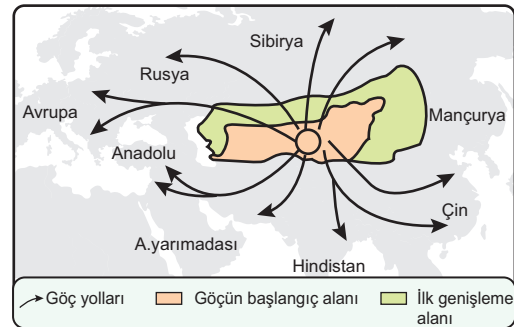 Sibirya
Rusya
Avrupa
Mançurya
Anadolu
Çin
A.yarımadası
Hindistan
Göç yolları
Göçün başlangıç alanı
İlk genişleme
alanı